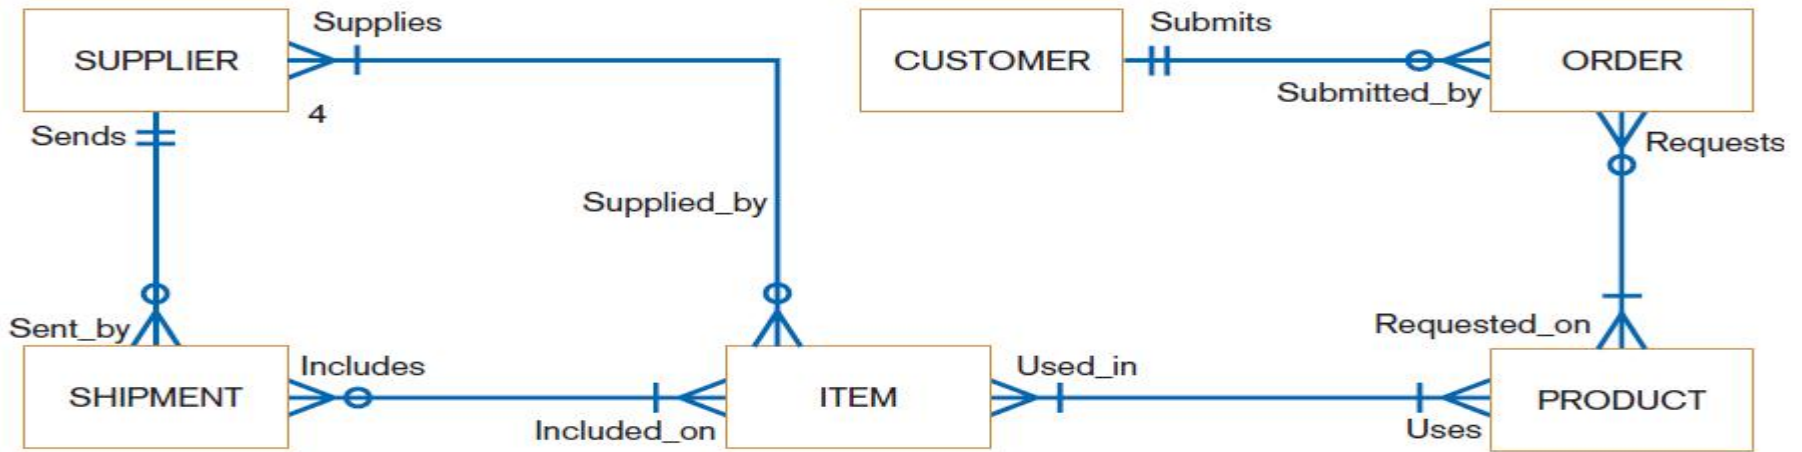 Supplies
Submits
SUPPLIER
CUSTOMER
ORDER
Submitted_by
4
Sends
Requests
Supplied_by
Sent_by
Requested_on
Includes
Used_in
SHIPMENT
ITEM
PRODUCT
Included_on
Uses